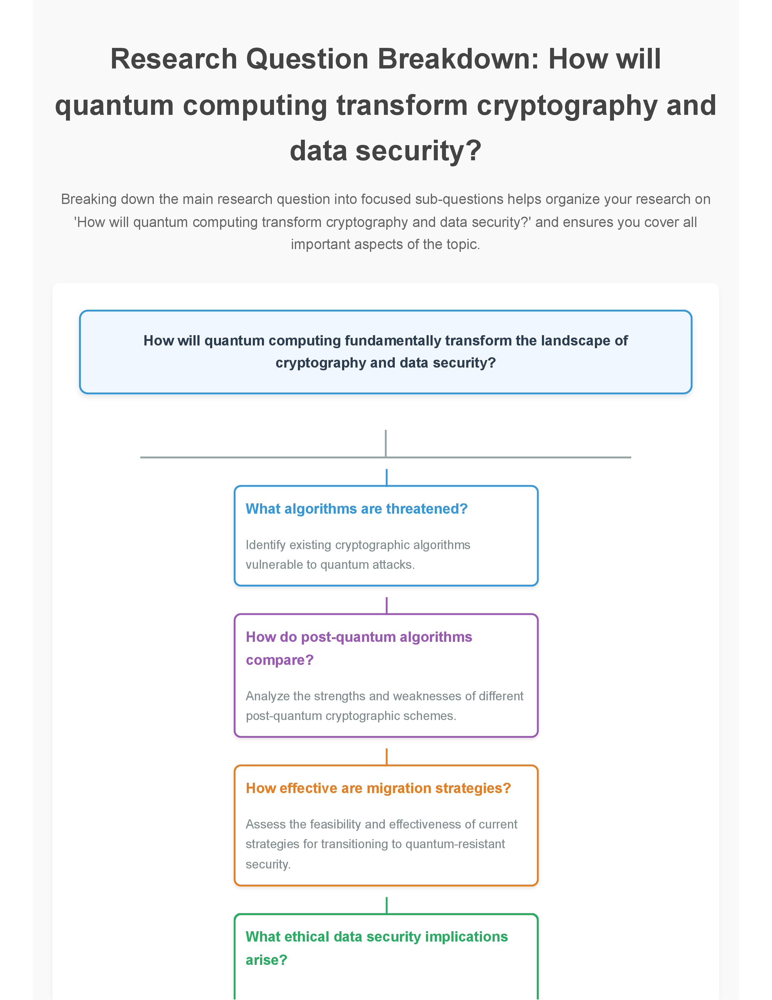 Research Question Breakdown: How will
quantum computing transform cryptography and
data security?
Breaking down the main research question into focused sub-questions helps organize your research on
'How will quantum computing transform cryptography and data security?' and ensures you cover all
important aspects of the topic.
How will quantum computing fundamentally transform the landscape of
cryptography and data security?
What algorithms are threatened?
Identify existing cryptographic algorithms
vulnerable to quantum attacks.
How do post-quantum algorithms
compare?
Analyze the strengths and weaknesses of different
post-quantum cryptographic schemes.
How effective are migration strategies?
Assess the feasibility and effectiveness of current
strategies for transitioning to quantum-resistant
security.
What ethical data security implications
arise?